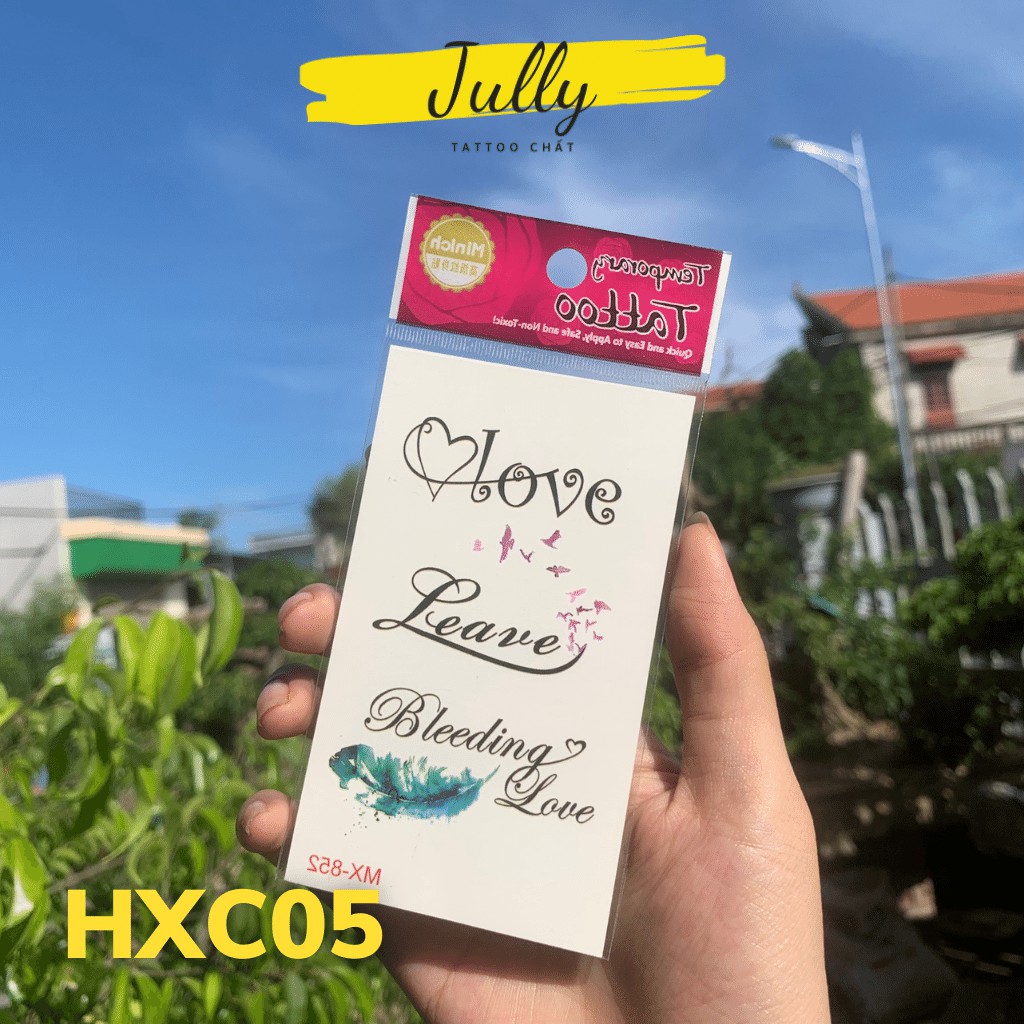 Jully
TATTOO CHẤT
Minich
Temporary
Tattoo
Quick and Easy to Apply, Safe and Non-Toxic!
love
Leave
Bleeding
Love
MX-852
HXC05